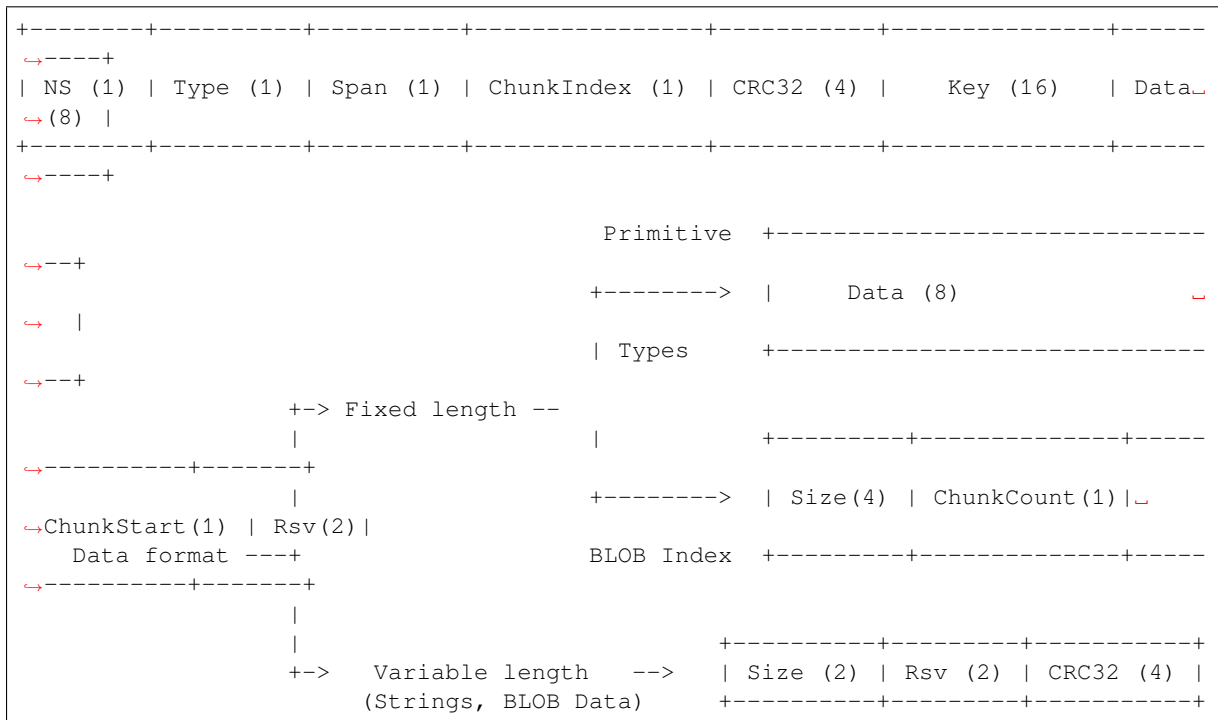 +--------+----------+----------+---------------+-----------+--------------+------
↪----+
| NS (1) | Type (1) | Span (1) | ChunkIndex (1) | CRC32 (4) |    Key (16)   | Data␣
↪(8) |
+--------+----------+----------+---------------+-----------+--------------+------
↪----+
                                       Primitive  +-----------------------------
↪--+
                                      +-------->  |     Data (8)                ␣
↪  |
                                      | Types     +-----------------------------
↪--+
                  +-> Fixed length --
                  |                   |           +---------+--------------+-----
↪----------+-------+
                  |                   +-------->  | Size(4) | ChunkCount(1)|␣
↪ChunkStart(1) | Rsv(2)|
   Data format ---+                   BLOB Index  +---------+--------------+-----
↪----------+-------+
                  |
                  |                            +----------+---------+-----------+
                  +->   Variable length   -->  | Size (2) | Rsv (2) | CRC32 (4) |
                       (Strings, BLOB Data)    +----------+---------+-----------+